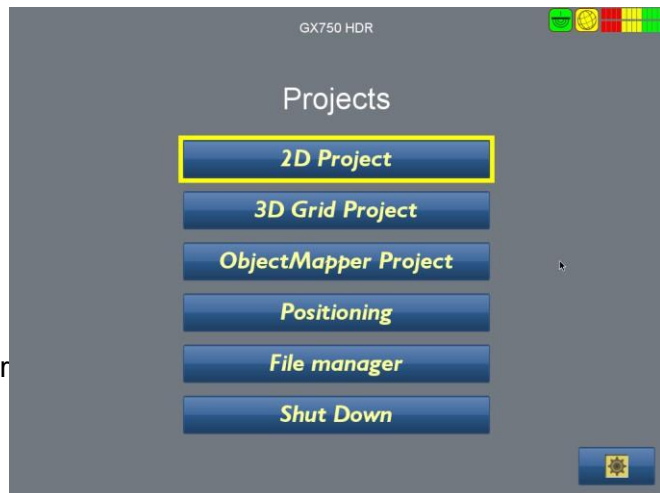 GX750 HDR
Projects
2D Project
3D Grid Project
ObjectMapper Project
Positioning
r
File manager
Shut Down